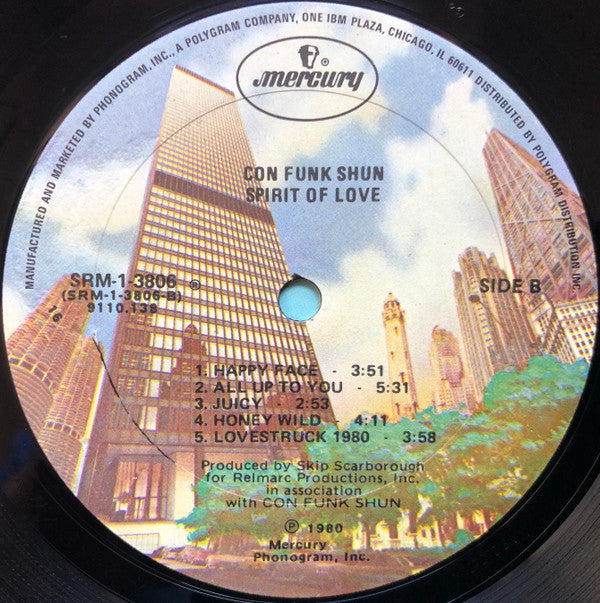 MANUFACTURED AND MARKETED BY PHONOGRAM, INC., A POLYGRAM COMPANY, ONE IBM PLAZA, CHICAGO, IL 60611 DISTRIBUTED BY POLYGRAM DISTRIBUTION INC.
mercury ®
CON FUNK SHUN
SPIRIT OF LOVE
SRM-1-3806 ℗
(SRM-1-3806-B)
9110.139
16
SIDE B
1. HAPPY FACE - 3:51
2. ALL UP TO YOU - 5:31
3. JUICY 2:53
4. HONEY WILD - 4:11
5. LOVESTRUCK 1980 - 3:58
Produced by Skip Scarborough
for Relmarc Productions, Inc.
in association
with CON FUNK SHUN
℗ 1980
Mercury
Phonogram, Inc.